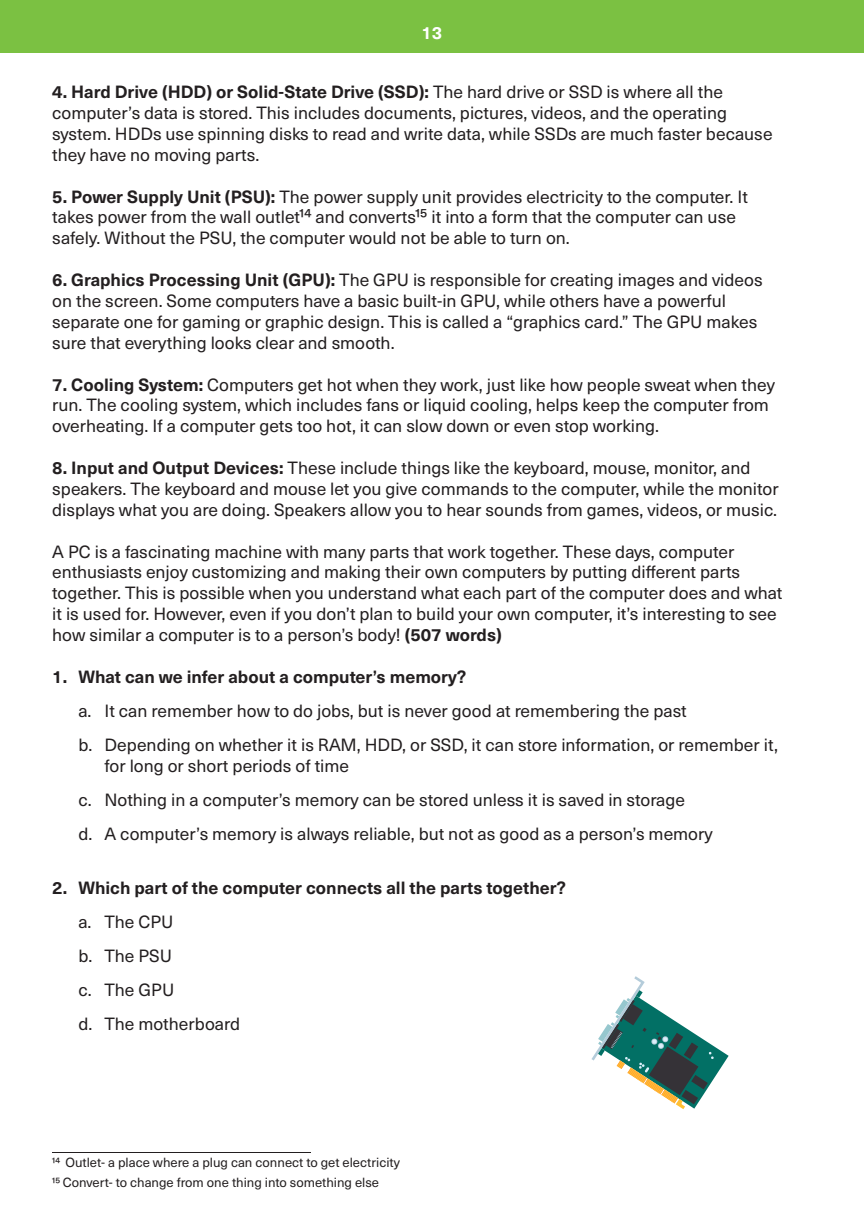 13
4. Hard Drive (HDD) or Solid-State Drive (SSD): The hard drive or SSD is where all the
computer’s data is stored. This includes documents, pictures, videos, and the operating
system. HDDs use spinning disks to read and write data, while SSDs are much faster because
they have no moving parts.
5. Power Supply Unit (PSU): The power supply unit provides electricity to the computer. It
takes power from the wall outlet¹⁴ and converts¹⁵ it into a form that the computer can use
safely. Without the PSU, the computer would not be able to turn on.
6. Graphics Processing Unit (GPU): The GPU is responsible for creating images and videos
on the screen. Some computers have a basic built-in GPU, while others have a powerful
separate one for gaming or graphic design. This is called a “graphics card.” The GPU makes
sure that everything looks clear and smooth.
7. Cooling System: Computers get hot when they work, just like how people sweat when they
run. The cooling system, which includes fans or liquid cooling, helps keep the computer from
overheating. If a computer gets too hot, it can slow down or even stop working.
8. Input and Output Devices: These include things like the keyboard, mouse, monitor, and
speakers. The keyboard and mouse let you give commands to the computer, while the monitor
displays what you are doing. Speakers allow you to hear sounds from games, videos, or music.
A PC is a fascinating machine with many parts that work together. These days, computer
enthusiasts enjoy customizing and making their own computers by putting different parts
together. This is possible when you understand what each part of the computer does and what
it is used for. However, even if you don’t plan to build your own computer, it’s interesting to see
how similar a computer is to a person’s body! (507 words)
1. What can we infer about a computer’s memory?
a. It can remember how to do jobs, but is never good at remembering the past
b. Depending on whether it is RAM, HDD, or SSD, it can store information, or remember it,
for long or short periods of time
c. Nothing in a computer’s memory can be stored unless it is saved in storage
d. A computer’s memory is always reliable, but not as good as a person’s memory
2. Which part of the computer connects all the parts together?
a. The CPU
b. The PSU
c. The GPU
d. The motherboard
¹⁴ Outlet- a place where a plug can connect to get electricity
¹⁵ Convert- to change from one thing into something else